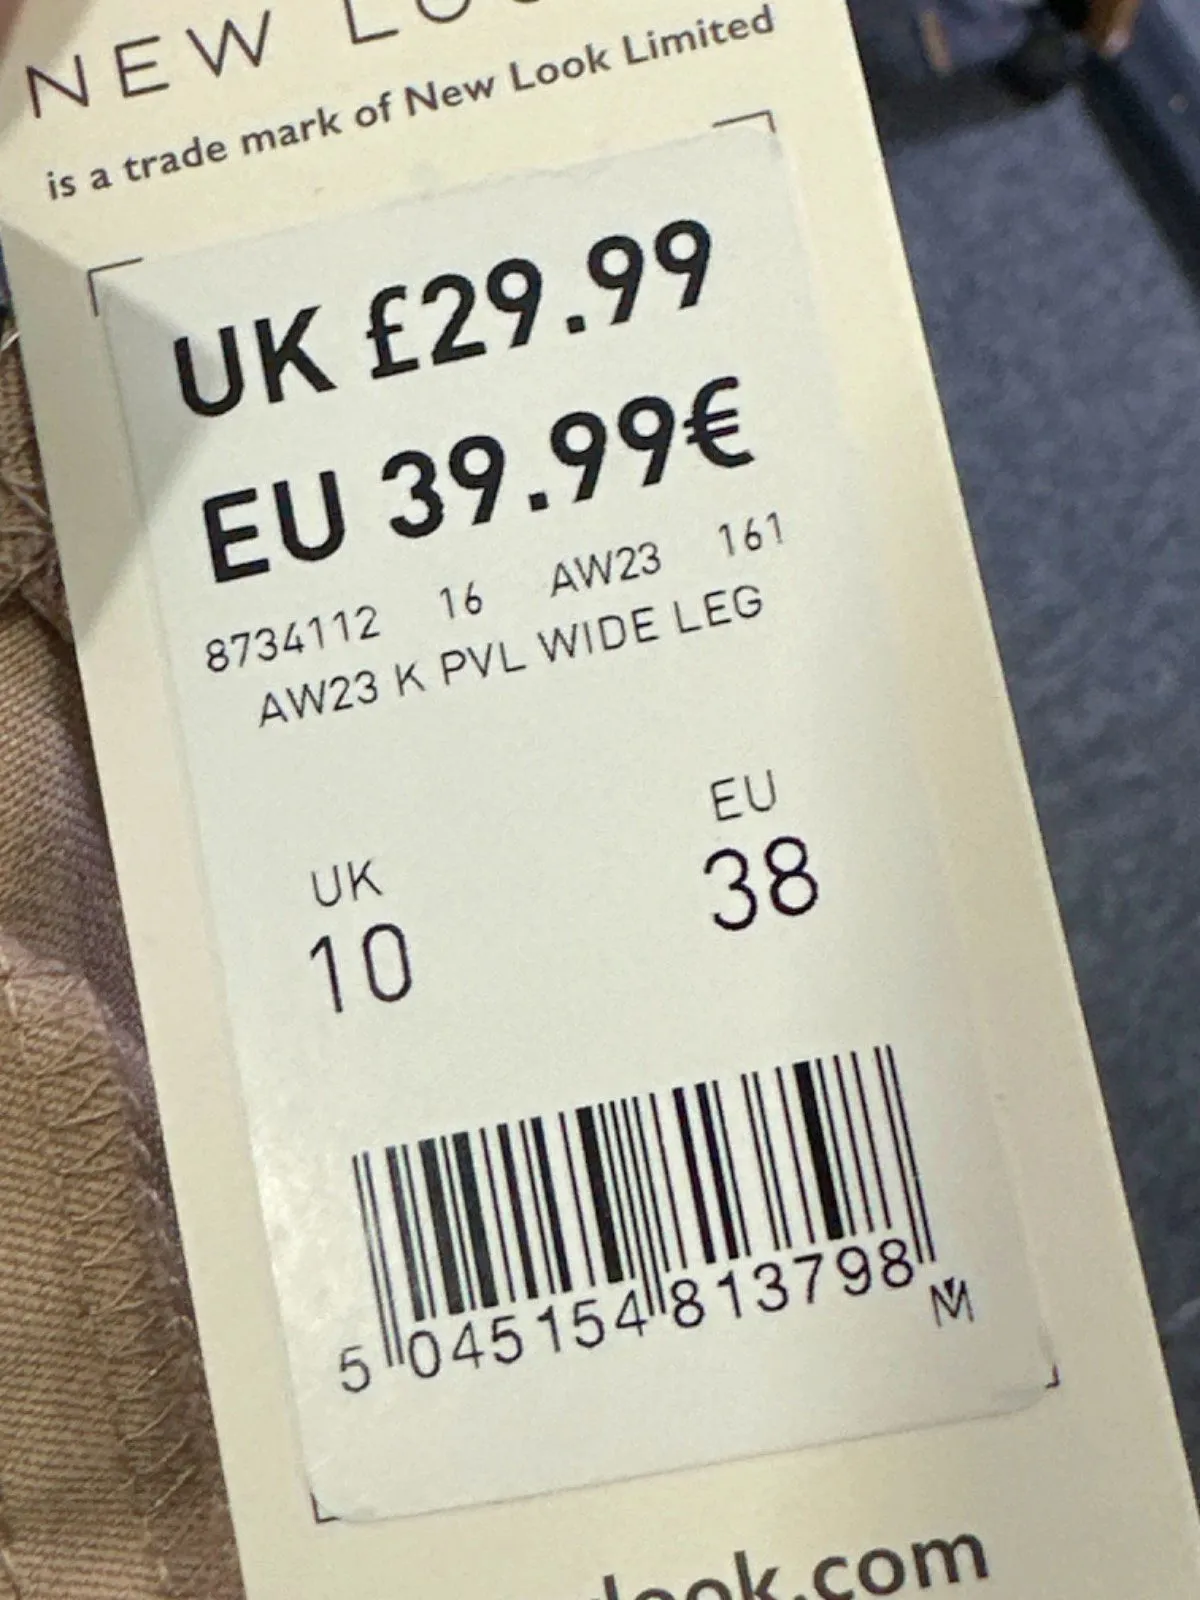 NEW LOOK
is a trade mark of New Look Limited
UK £29.99
EU 39.99€
8734112 16 AW23 161
AW23 K PVL WIDE LEG
UK EU
10 38
5 045154 813798
look.com